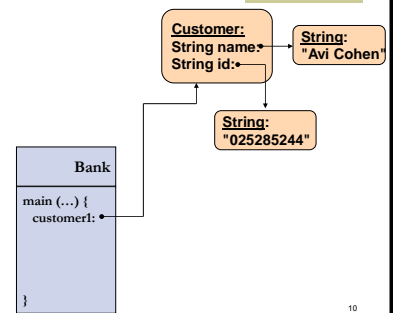 Customer:
String name:
String id:
String:
"Avi Cohen"
String:
"025285244"
Bank
main (…) {
customer1:
}
10